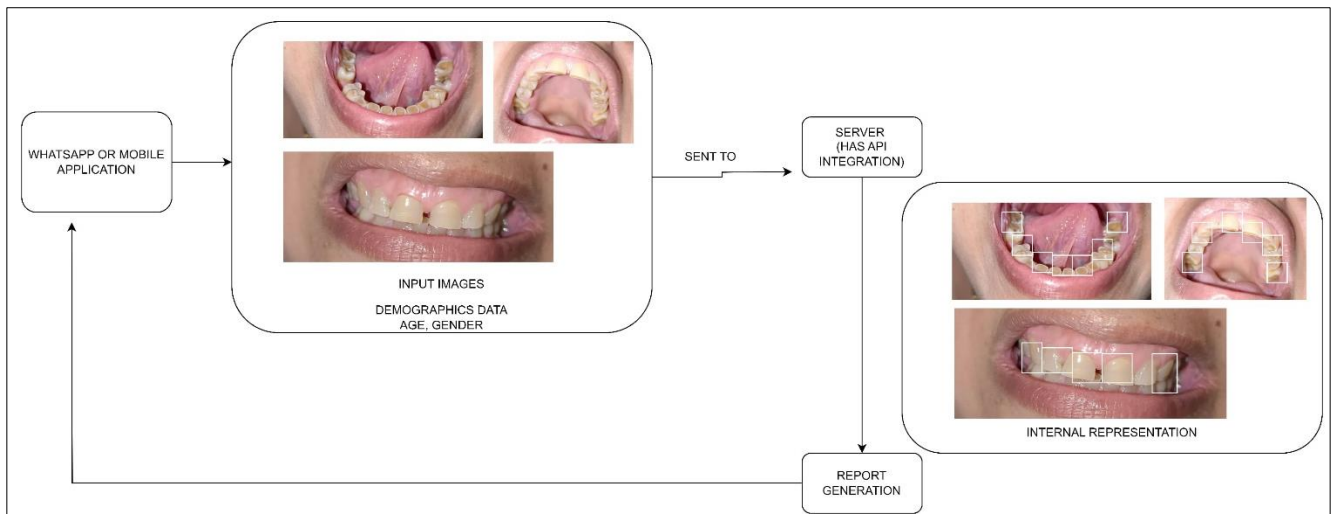 WHATSAPP OR MOBILE
APPLICATION
INPUT IMAGES
DEMOGRAPHICS DATA
AGE, GENDER
SENT TO
SERVER
(HAS API
INTEGRATION)
INTERNAL REPRESENTATION
REPORT
GENERATION